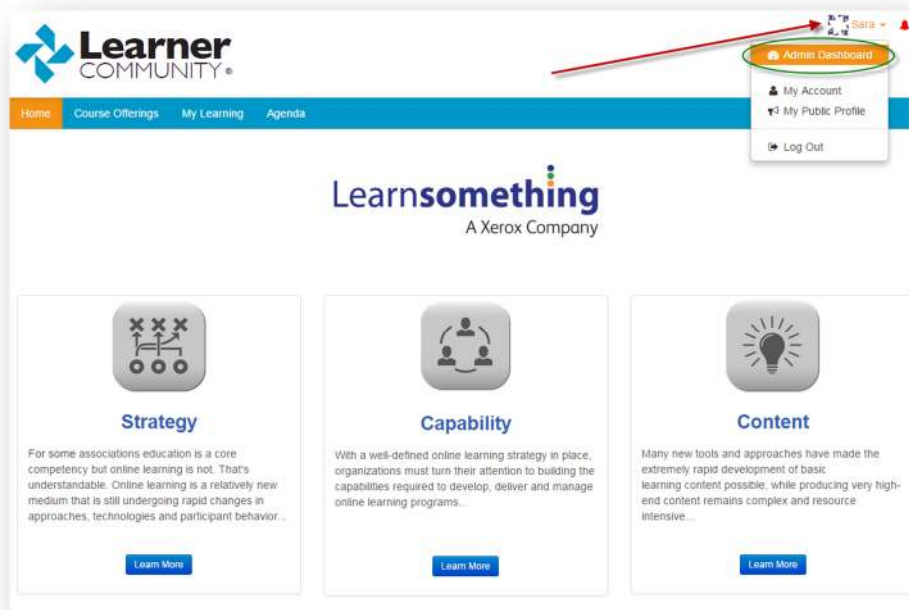 Learner
COMMUNITY®
Sara
Admin Dashboard
My Account
My Public Profile
Log Out
Home Course Offerings My Learning Agenda
Learnsomething
A Xerox Company
Strategy
For some associations education is a core
competency but online learning is not. That's
understandable. Online learning is a relatively new
medium that is still undergoing rapid changes in
approaches, technologies and participant behavior...
Learn More
Capability
With a well-defined online learning strategy in place,
organizations must turn their attention to building the
capabilities required to develop, deliver and manage
online learning programs...
Learn More
Content
Many new tools and approaches have made the
extremely rapid development of basic
learning content possible, while producing very high-
end content remains complex and resource
intensive...
Learn More